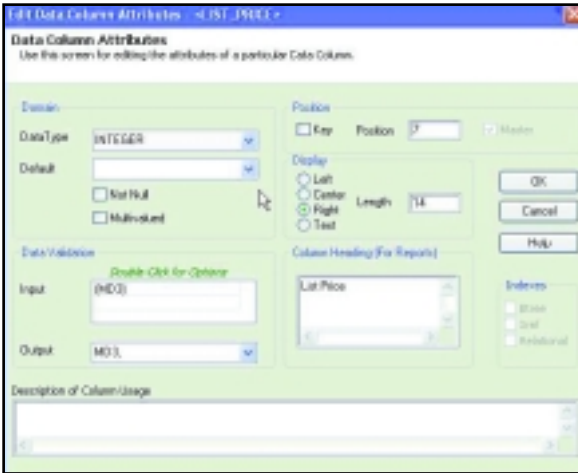 Edit Data Column Attributes - <LIST_PRICE>
Data Column Attributes
Use this screen for editing the attributes of a particular Data Column.
Domain
DataType INTEGER
Default
Not Null
Multivalued
Position
Key Position 7 Master
Display
Left
Center
Right
Text
Length 14
OK
Cancel
Help
Data Validation
Double Click for Options
Input (MD3)
Output MD3,
Column Heading (For Reports)
List Price
Indexes
Btree
Xref
Relational
Description of Column Usage